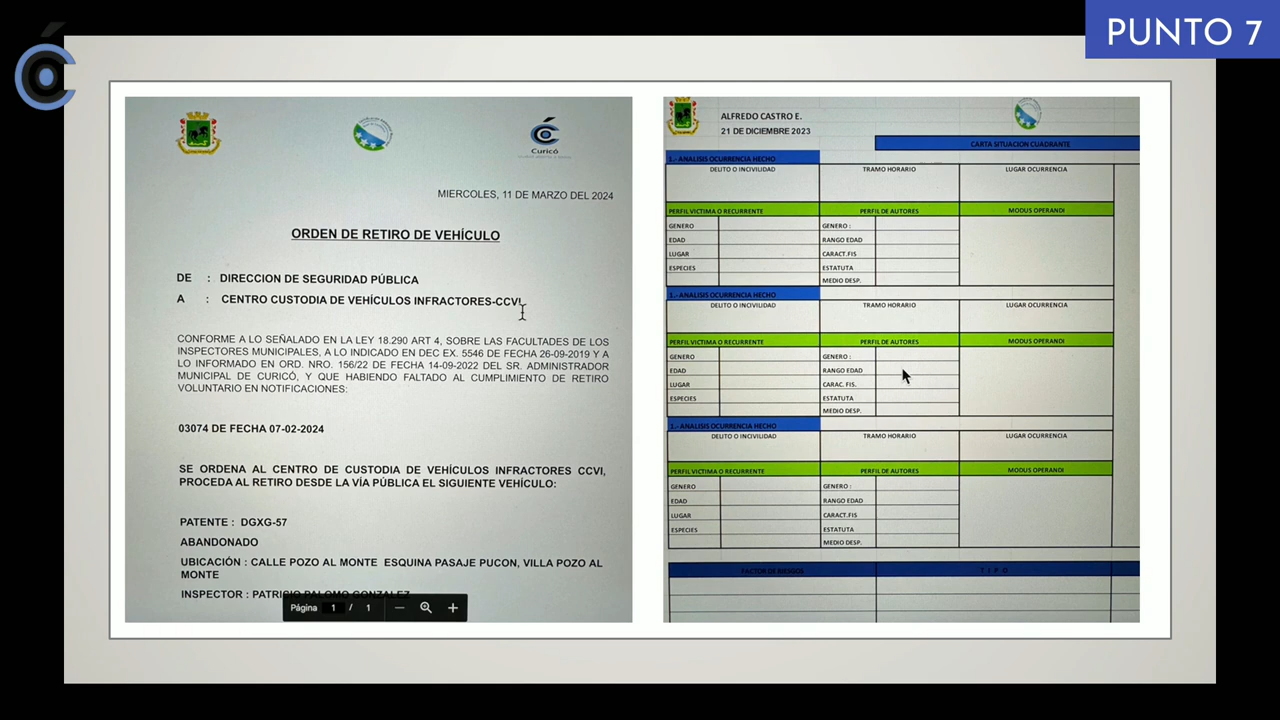 PUNTO 7
Curicó
MIERCOLES, 11 DE MARZO DEL 2024
ORDEN DE RETIRO DE VEHÍCULO
DE : DIRECCION DE SEGURIDAD PÚBLICA
A : CENTRO CUSTODIA DE VEHÍCULOS INFRACTORES-CCVI
CONFORME A LO SEÑALADO EN LA LEY 18.290 ART 4, SOBRE LAS FACULTADES DE LOS
INSPECTORES MUNICIPALES, A LO INDICADO EN DEC EX. 5546 DE FECHA 26-09-2019 Y A
LO INFORMADO EN ORD. NRO. 156/22 DE FECHA 14-09-2022 DEL SR. ADMINISTRADOR
MUNICIPAL DE CURICÓ, Y QUE HABIENDO FALTADO AL CUMPLIMIENTO DE RETIRO
VOLUNTARIO EN NOTIFICACIONES:
03074 DE FECHA 07-02-2024
SE ORDENA AL CENTRO DE CUSTODIA DE VEHÍCULOS INFRACTORES CCVI,
PROCEDA AL RETIRO DESDE LA VÍA PÚBLICA EL SIGUIENTE VEHÍCULO:
PATENTE : DGXG-57
ABANDONADO
UBICACIÓN : CALLE POZO AL MONTE ESQUINA PASAJE PUCON, VILLA POZO AL
MONTE
INSPECTOR : PATRICIO PALOMO GONZALEZ
Página 1 / 1
ALFREDO CASTRO E.
21 DE DICIEMBRE 2023
CARTA SITUACION CUADRANTE
1.- ANALISIS OCURRENCIA HECHO
DELITO O INCIVILIDAD TRAMO HORARIO LUGAR OCURRENCIA
PERFIL VICTIMA O RECURRENTE PERFIL DE AUTORES MODUS OPERANDI
GENERO GENERO :
EDAD RANGO EDAD
LUGAR CARACT.FIS
ESPECIES ESTATUTA
MEDIO DESP.
1.- ANALISIS OCURRENCIA HECHO
DELITO O INCIVILIDAD TRAMO HORARIO LUGAR OCURRENCIA
PERFIL VICTIMA O RECURRENTE PERFIL DE AUTORES MODUS OPERANDI
GENERO GENERO :
EDAD RANGO EDAD
LUGAR CARAC. FIS.
ESPECIES ESTATUTA
MEDIO DESP.
1.- ANALISIS OCURRENCIA HECHO
DELITO O INCIVILIDAD TRAMO HORARIO LUGAR OCURRENCIA
PERFIL VICTIMA O RECURRENTE PERFIL DE AUTORES MODUS OPERANDI
GENERO GENERO :
EDAD RANGO EDAD
LUGAR CARACT.FIS
ESPECIES ESTATUTA
MEDIO DESP.
FACTOR DE RIESGOS TIPO